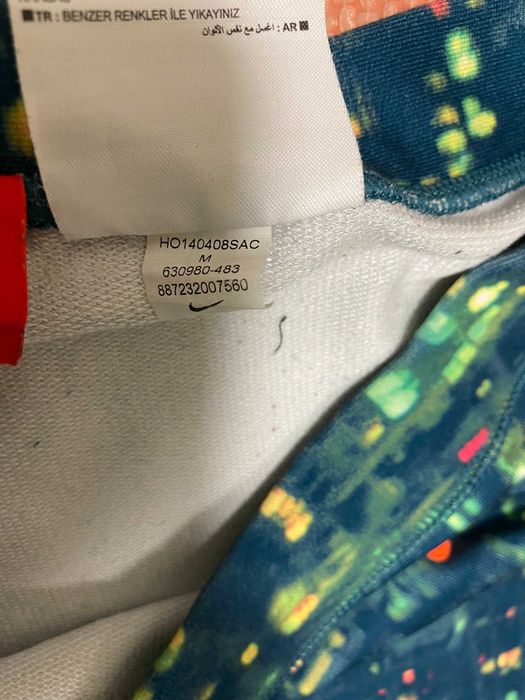 TR : BENZER RENKLER İLE YIKAYINIZ
AR : اغسل مع نفس الألوان
HO140408SAC
M
630980-483
887232007560